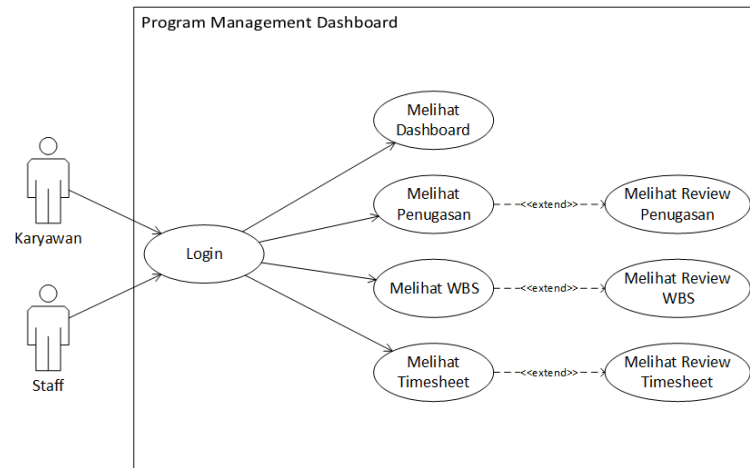 Program Management Dashboard
Melihat
Dashboard
Karyawan
Login
Melihat
Penugasan
<<extend>>
Melihat Review
Penugasan
Melihat WBS
<<extend>>
Melihat Review
WBS
Staff
Melihat
Timesheet
<<extend>>
Melihat Review
Timesheet